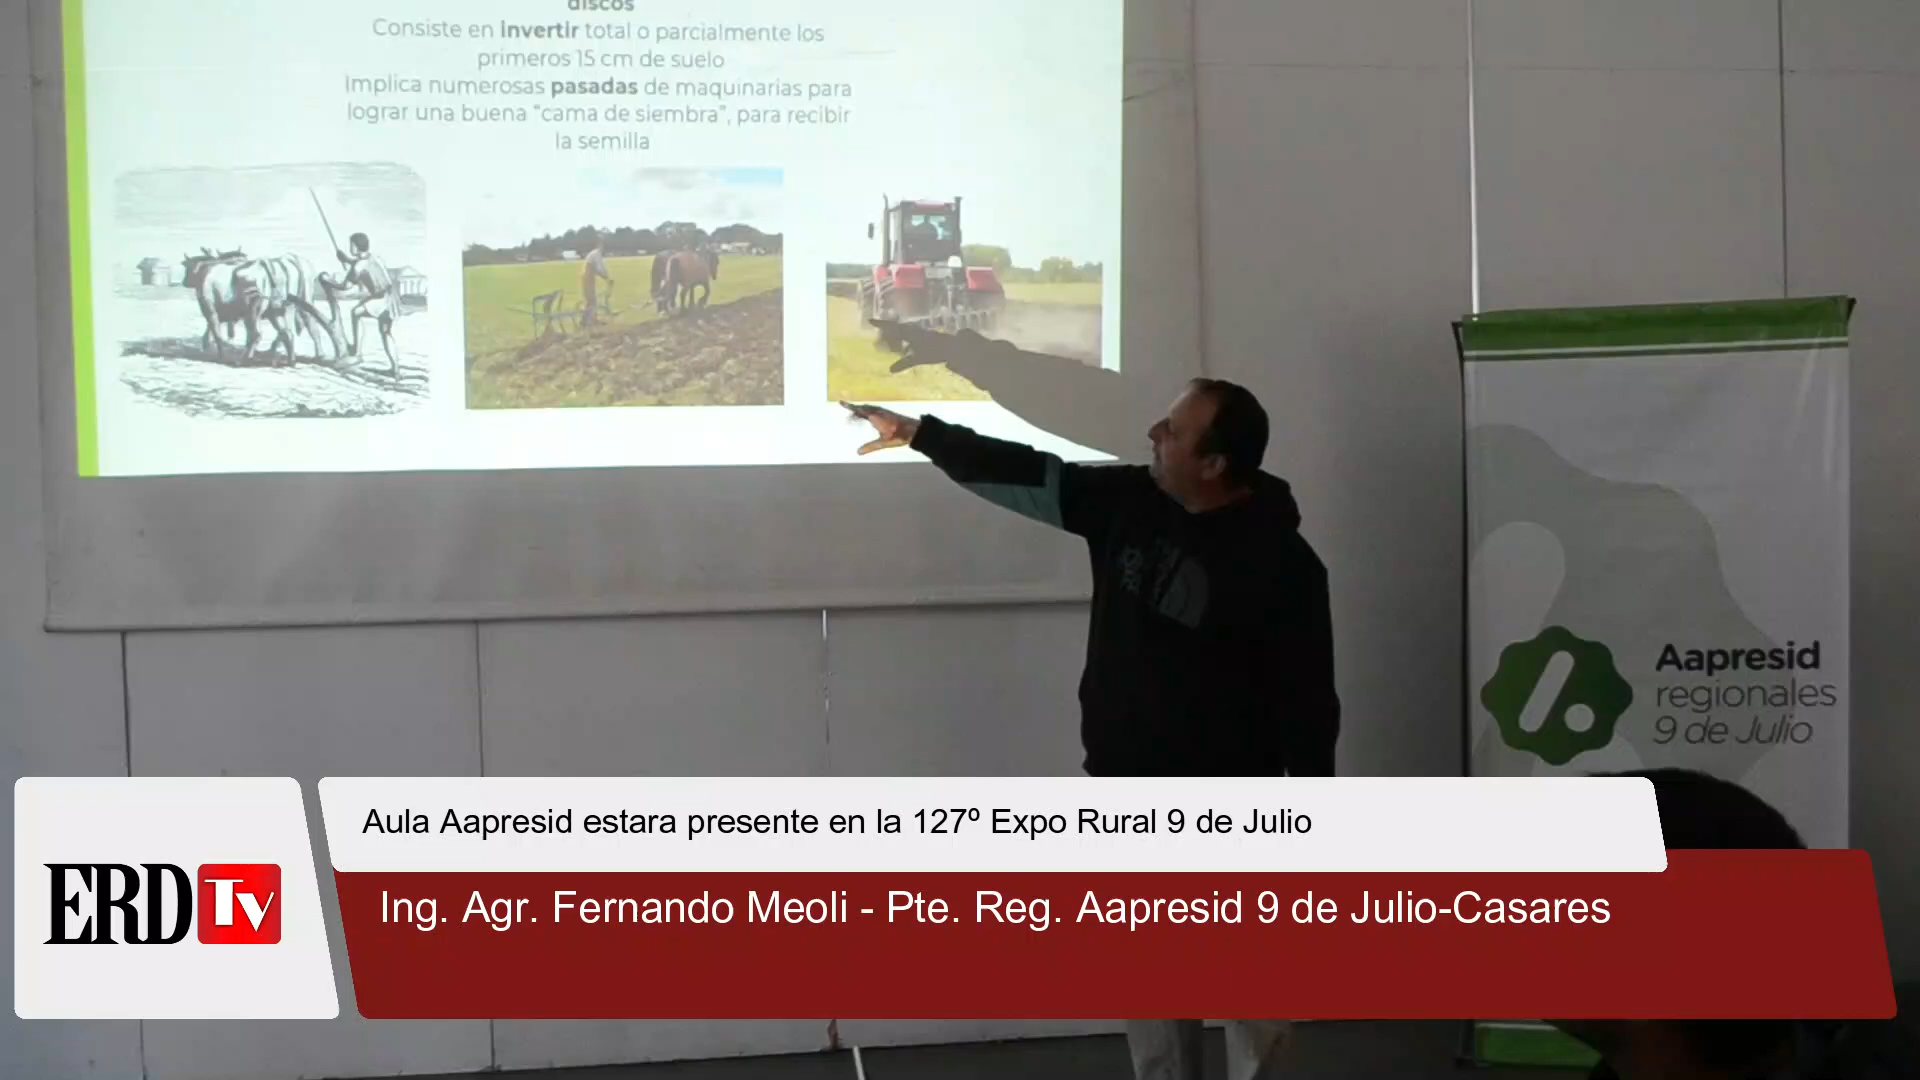 discos
Consiste en invertir total o parcialmente los
primeros 15 cm de suelo
Implica numerosas pasadas de maquinarias para
lograr una buena “cama de siembra”, para recibir
la semilla
Aapresid
regionales
9 de Julio
Aula Aapresid estara presente en la 127º Expo Rural 9 de Julio
ERD Tv
Ing. Agr. Fernando Meoli - Pte. Reg. Aapresid 9 de Julio-Casares